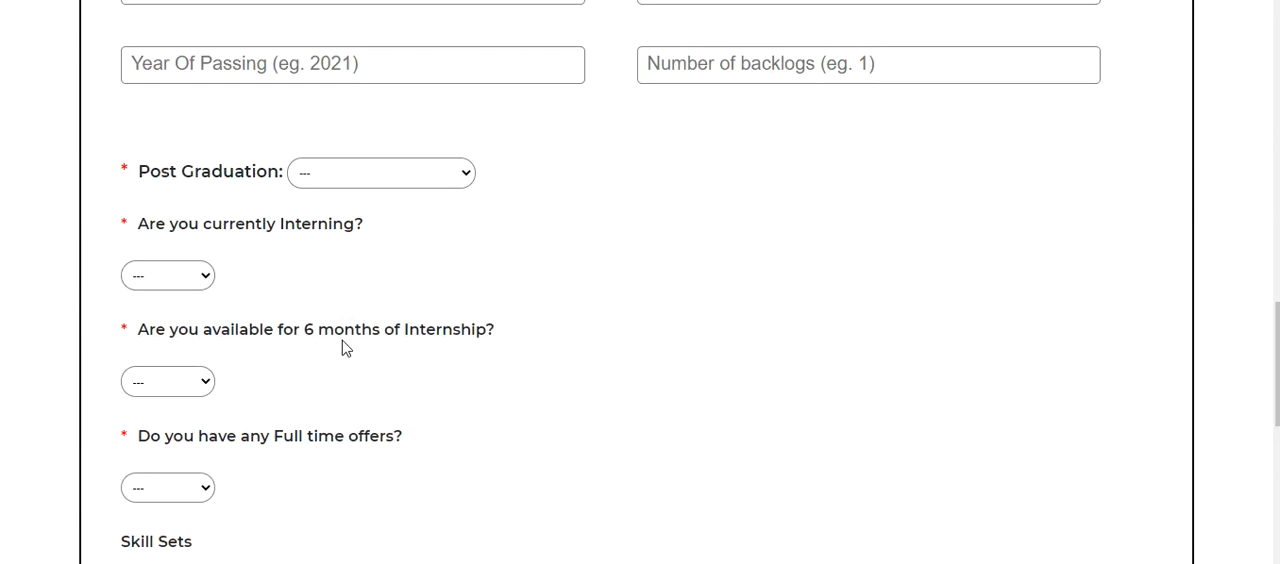 Year Of Passing (eg. 2021) Number of backlogs (eg. 1)
* Post Graduation: ---
* Are you currently Interning?
---
* Are you available for 6 months of Internship?
---
* Do you have any Full time offers?
---
Skill Sets